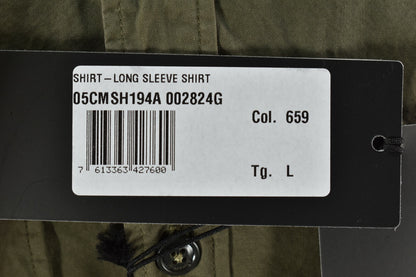 SHIRT–LONG SLEEVE SHIRT
05CMSH194A 002824G
Col. 659
7 613363 427600
Tg. L